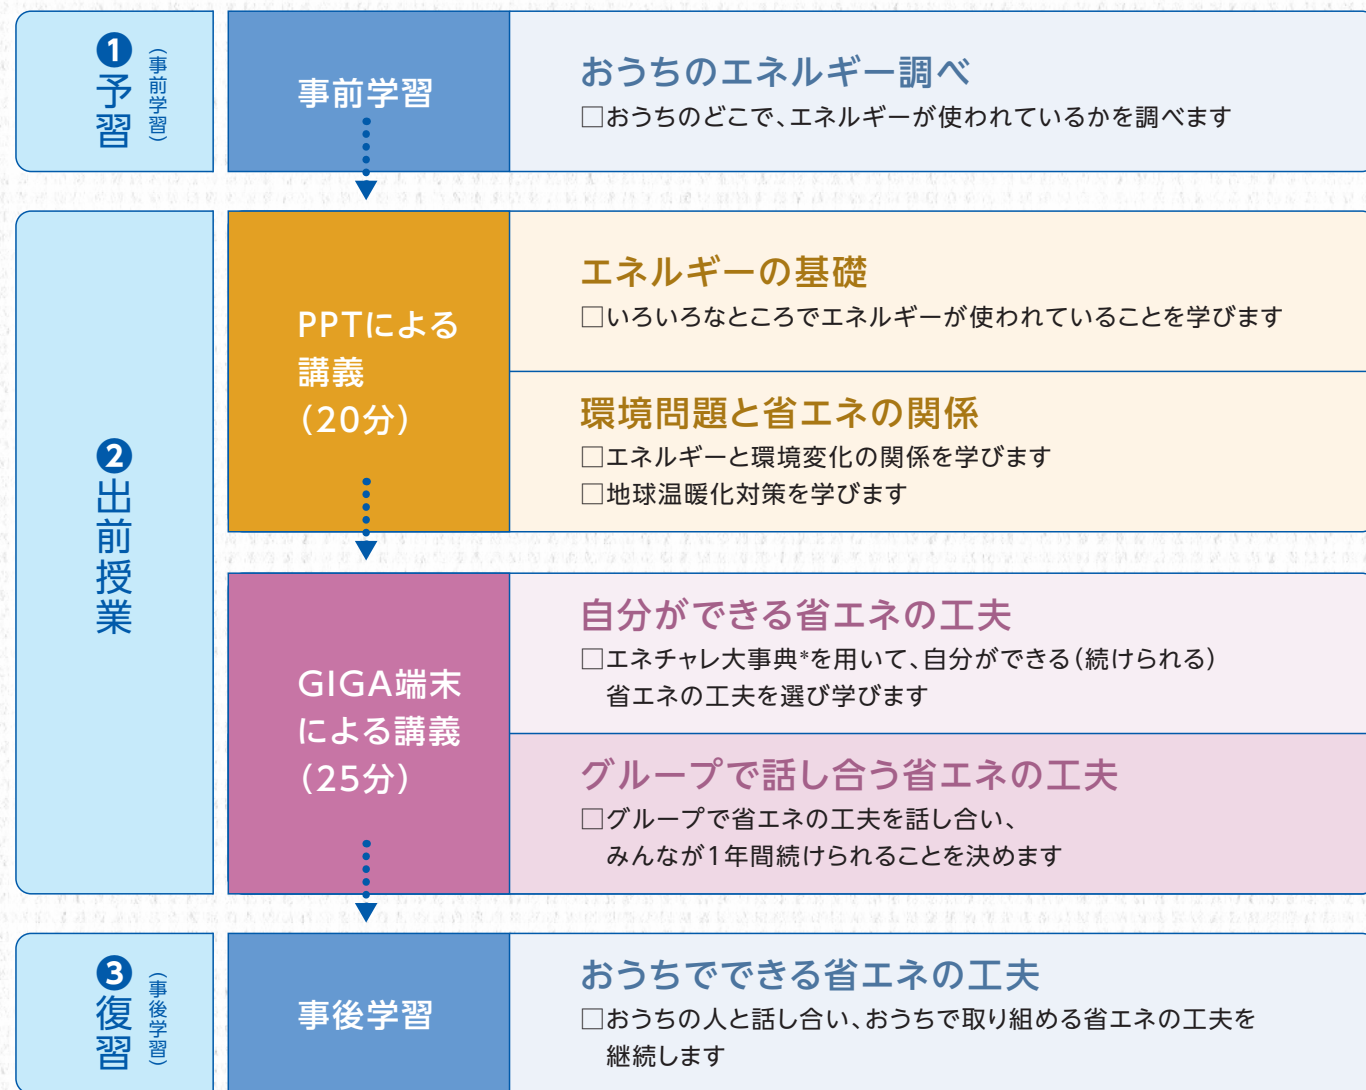 ❶予習
（事前学習）
事前学習
おうちのエネルギー調べ
□おうちのどこで、エネルギーが使われているかを調べます
❷出前授業
PPTによる
講義
（20分）
エネルギーの基礎
□いろいろなところでエネルギーが使われていることを学びます
環境問題と省エネの関係
□エネルギーと環境変化の関係を学びます
□地球温暖化対策を学びます
GIGA端末
による講義
（25分）
自分ができる省エネの工夫
□エネチャレ大事典*を用いて、自分ができる（続けられる）
省エネの工夫を選び学びます
グループで話し合う省エネの工夫
□グループで省エネの工夫を話し合い、
みんなが1年間続けられることを決めます
❸復習
（事後学習）
事後学習
おうちでできる省エネの工夫
□おうちの人と話し合い、おうちで取り組める省エネの工夫を
継続します